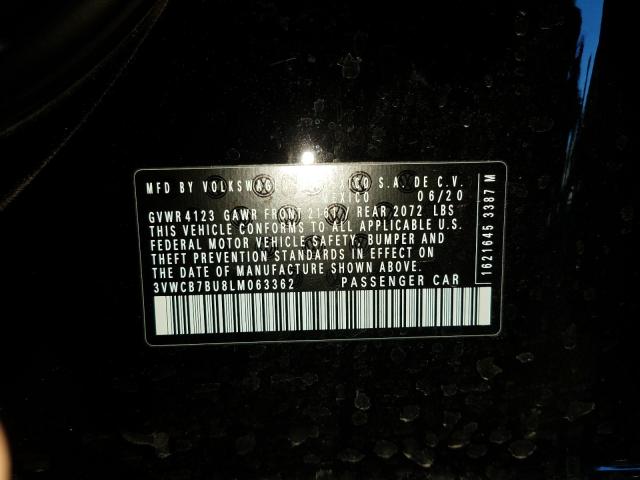 MFD BY VOLKSWAG S.A. DE C.V.
06/20
GVWR 4123 GAWR FRONT REAR 2072 LBS
THIS VEHICLE CONFORMS TO ALL APPLICABLE U.S.
FEDERAL MOTOR VEHICLE SAFETY, BUMPER AND
THEFT PREVENTION STANDARDS IN EFFECT ON
THE DATE OF MANUFACTURE SHOWN ABOVE.
3VWCB7BU8LM063362 PASSENGER CAR
1621645 3387 M